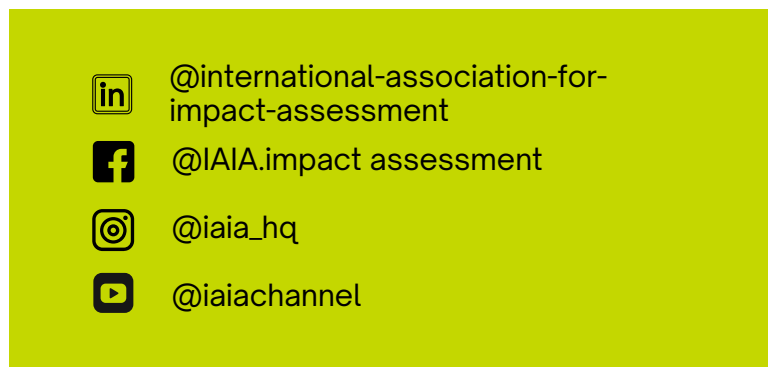 @international-association-for-
impact-assessment
@IAIA.impact assessment
@iaia_hq
@iaiachannel